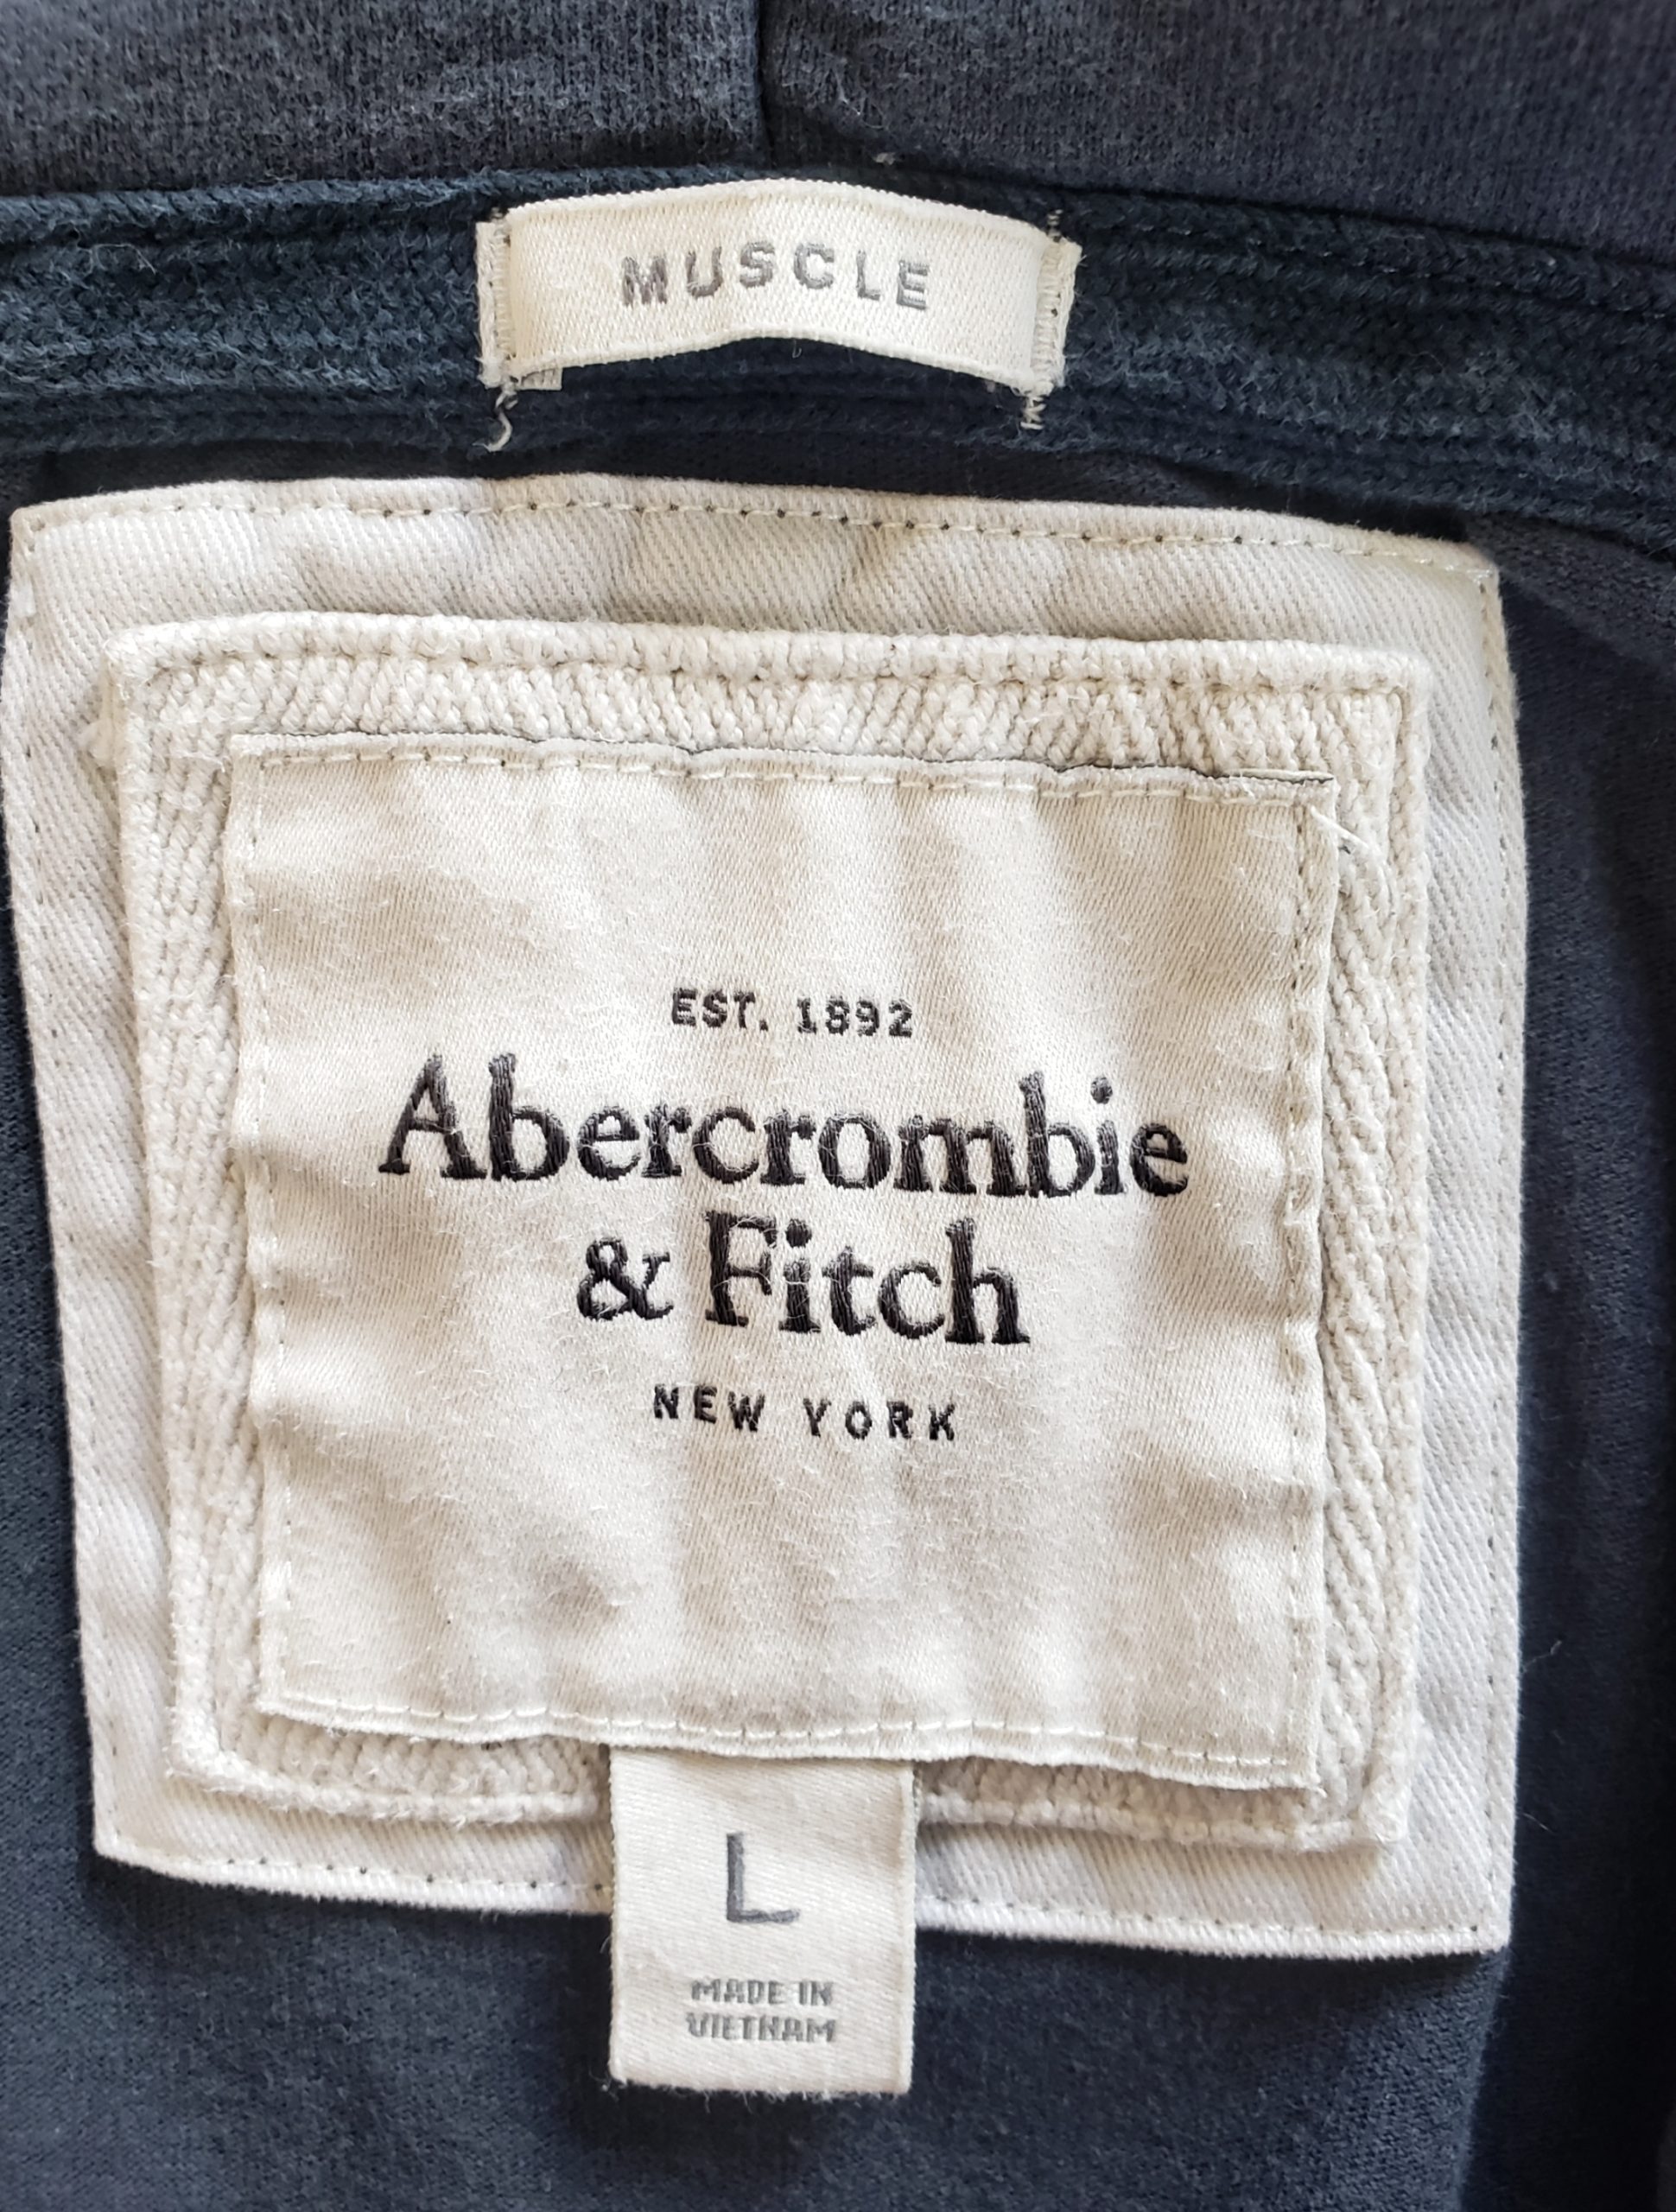 MUSCLE
EST. 1892
Abercrombie
& Fitch
NEW YORK
L
MADE IN
VIETNAM